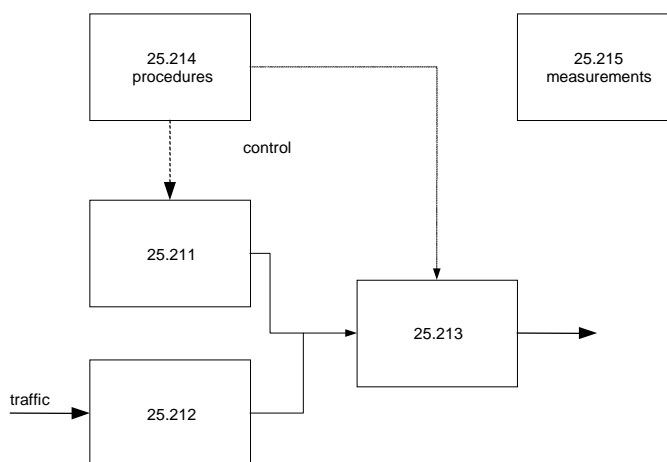 25.214
procedures
25.215
measurements
control
25.211
25.213
traffic
25.212